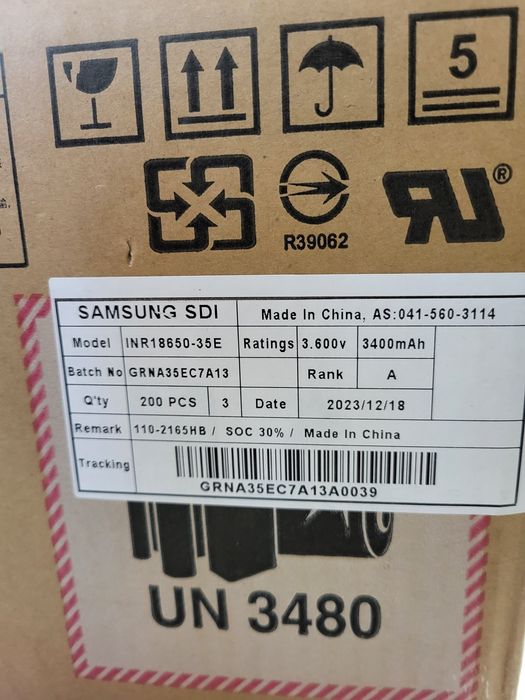 5
R39062
RU®
SAMSUNG SDI Made In China, AS:041-560-3114
Model INR18650-35E Ratings 3.600v 3400mAh
Batch No GRNA35EC7A13 Rank A
Q'ty 200 PCS 3 Date 2023/12/18
Remark 110-2165HB / SOC 30% / Made In China
Tracking
GRNA35EC7A13A0039
UN 3480